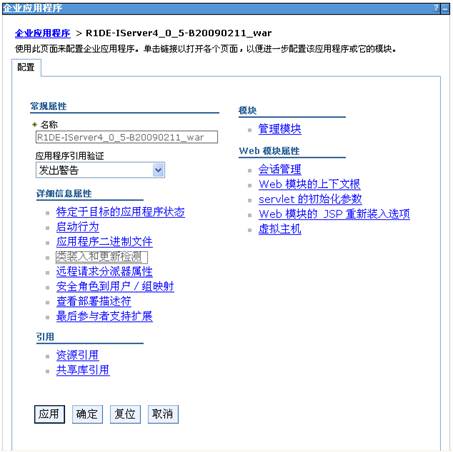 企业应用程序
? -
企业应用程序 > R1DE-IServer4_0_5-B20090211_war
使用此页面来配置企业应用程序。单击链接以打开各个页面，以便进一步配置该应用程序或它的模块。
配置
常规属性
名称
R1DE-IServer4_0_5-B20090211_war
应用程序引用验证
发出警告
详细信息属性
特定于目标的应用程序状态
启动行为
应用程序二进制文件
类装入和更新检测
远程请求分派器属性
安全角色到用户／组映射
查看部署描述符
最后参与者支持扩展
引用
资源引用
共享库引用
模块
管理模块
Web 模块属性
会话管理
Web 模块的上下文根
servlet 的初始化参数
Web 模块的 JSP 重新装入选项
虚拟主机
应用 确定 复位 取消